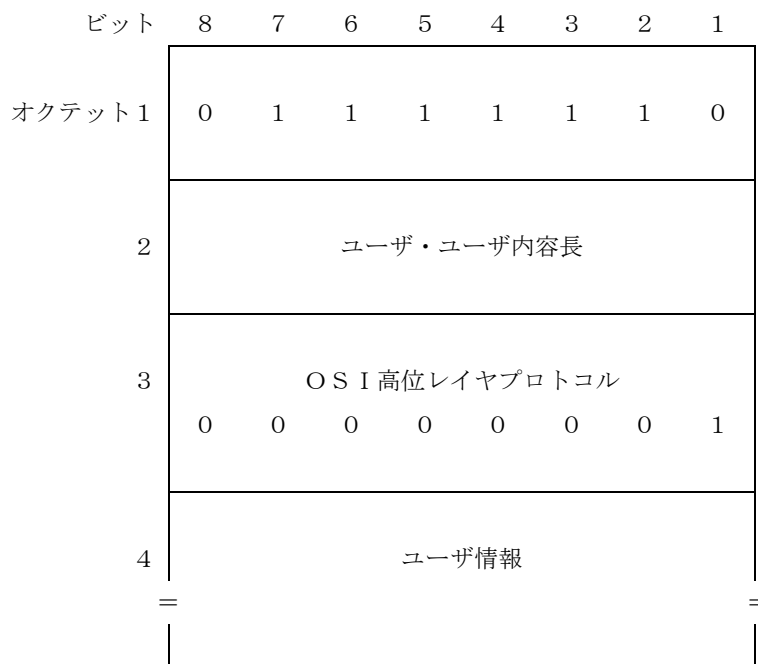 ビット 8 7 6 5 4 3 2 1
オクテット1 0 1 1 1 1 1 1 0
2 ユーザ・ユーザ内容長
3 OSI高位レイヤプロトコル
0 0 0 0 0 0 0 1
4 ユーザ情報
= =